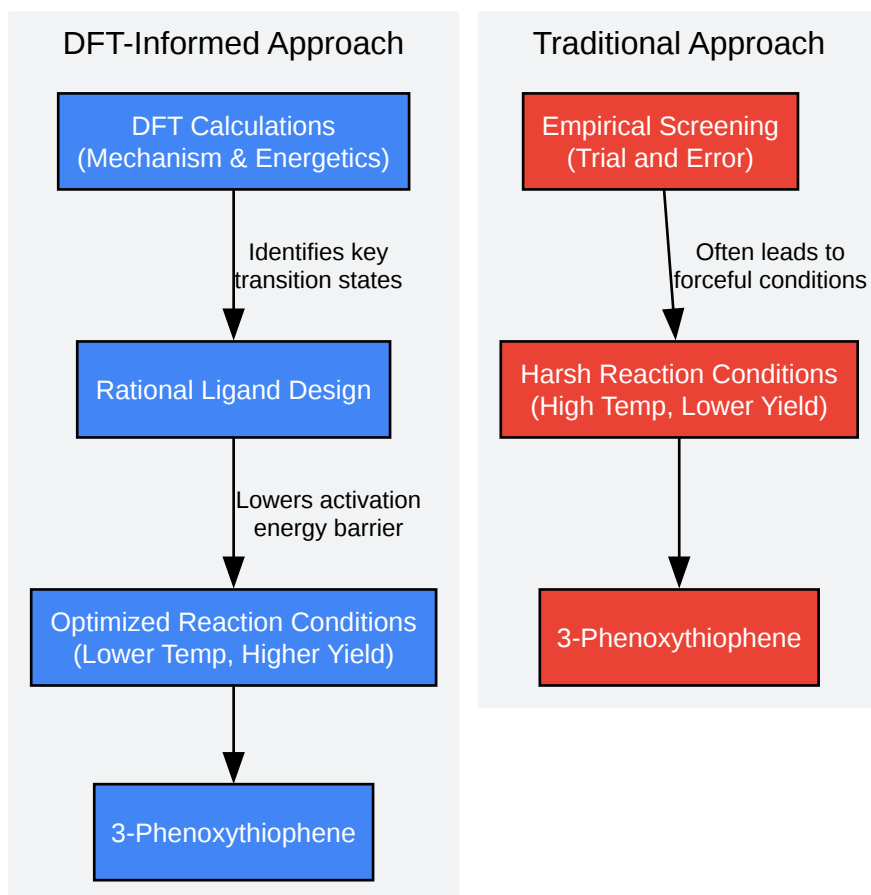 DFT-Informed Approach
DFT Calculations
(Mechanism & Energetics)
Identifies key
transition states
Rational Ligand Design
Lowers activation
energy barrier
Optimized Reaction Conditions
(Lower Temp, Higher Yield)
3-Phenoxythiophene
Traditional Approach
Empirical Screening
(Trial and Error)
Often leads to
forceful conditions
Harsh Reaction Conditions
(High Temp, Lower Yield)
3-Phenoxythiophene